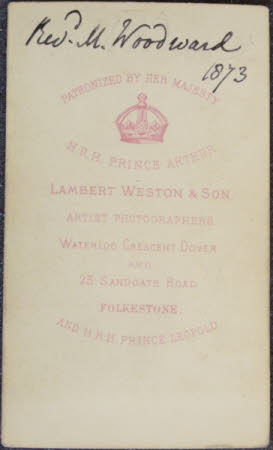 Revd. M. Woodward
1873
PATRONIZED BY HER MAJESTY
H.R.H. PRINCE ARTHUR
LAMBERT WESTON & SON
ARTIST PHOTOGRAPHERS
WATERLOO CRESCENT DOVER
AND
23 SANDGATE ROAD
FOLKESTONE.
AND H.R.H. PRINCE LEOPOLD